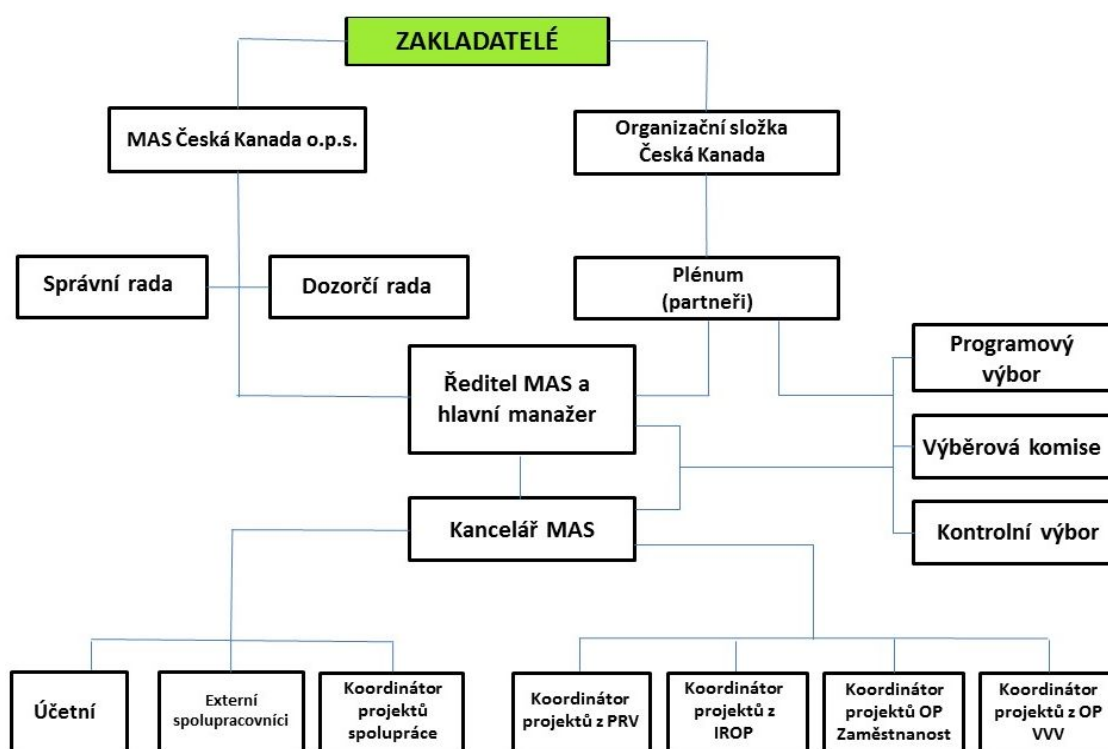 ZAKLADATELÉ
MAS Česká Kanada o.p.s.
Organizační složka
Česká Kanada
Správní rada
Dozorčí rada
Plénum
(partneři)
Programový
výbor
Ředitel MAS a
hlavní manažer
Výběrová komise
Kancelář MAS
Kontrolní výbor
Účetní
Externí
spolupracovníci
Koordinátor
projektů
spolupráce
Koordinátor
projektů z PRV
Koordinátor
projektů z
IROP
Koordinátor
projektů OP
Zaměstnanost
Koordinátor
projektů z OP
VVV